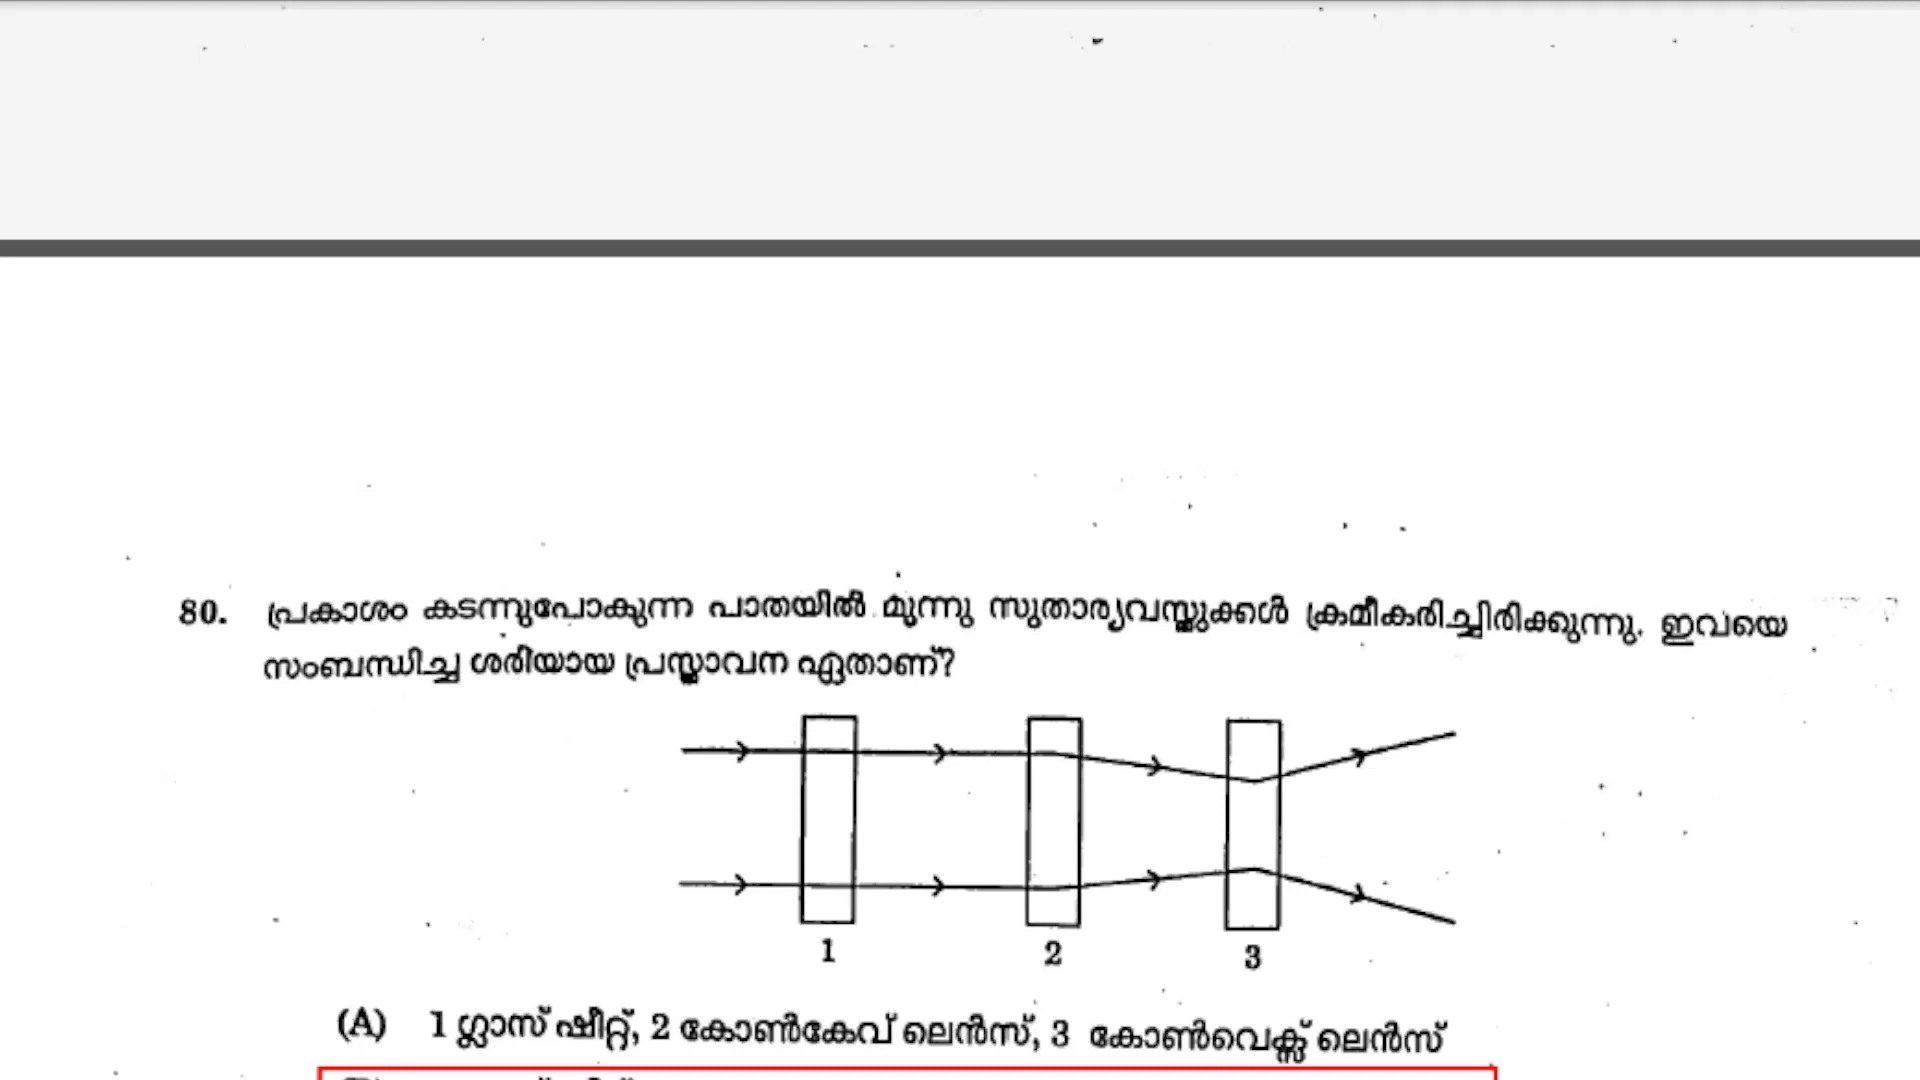 80. പ്രകാശം കടന്നുപോകുന്ന പാതയിൽ മൂന്നു സുതാര്യവസ്തുക്കൾ ക്രമീകരിച്ചിരിക്കുന്നു. ഇവയെ
സംബന്ധിച്ച ശരിയായ പ്രസ്താവന ഏതാണ്?
1 2 3
(A) 1 ഗ്ലാസ് ഷീറ്റ്, 2 കോൺകേവ് ലെൻസ്, 3 കോൺവെക്സ് ലെൻസ്